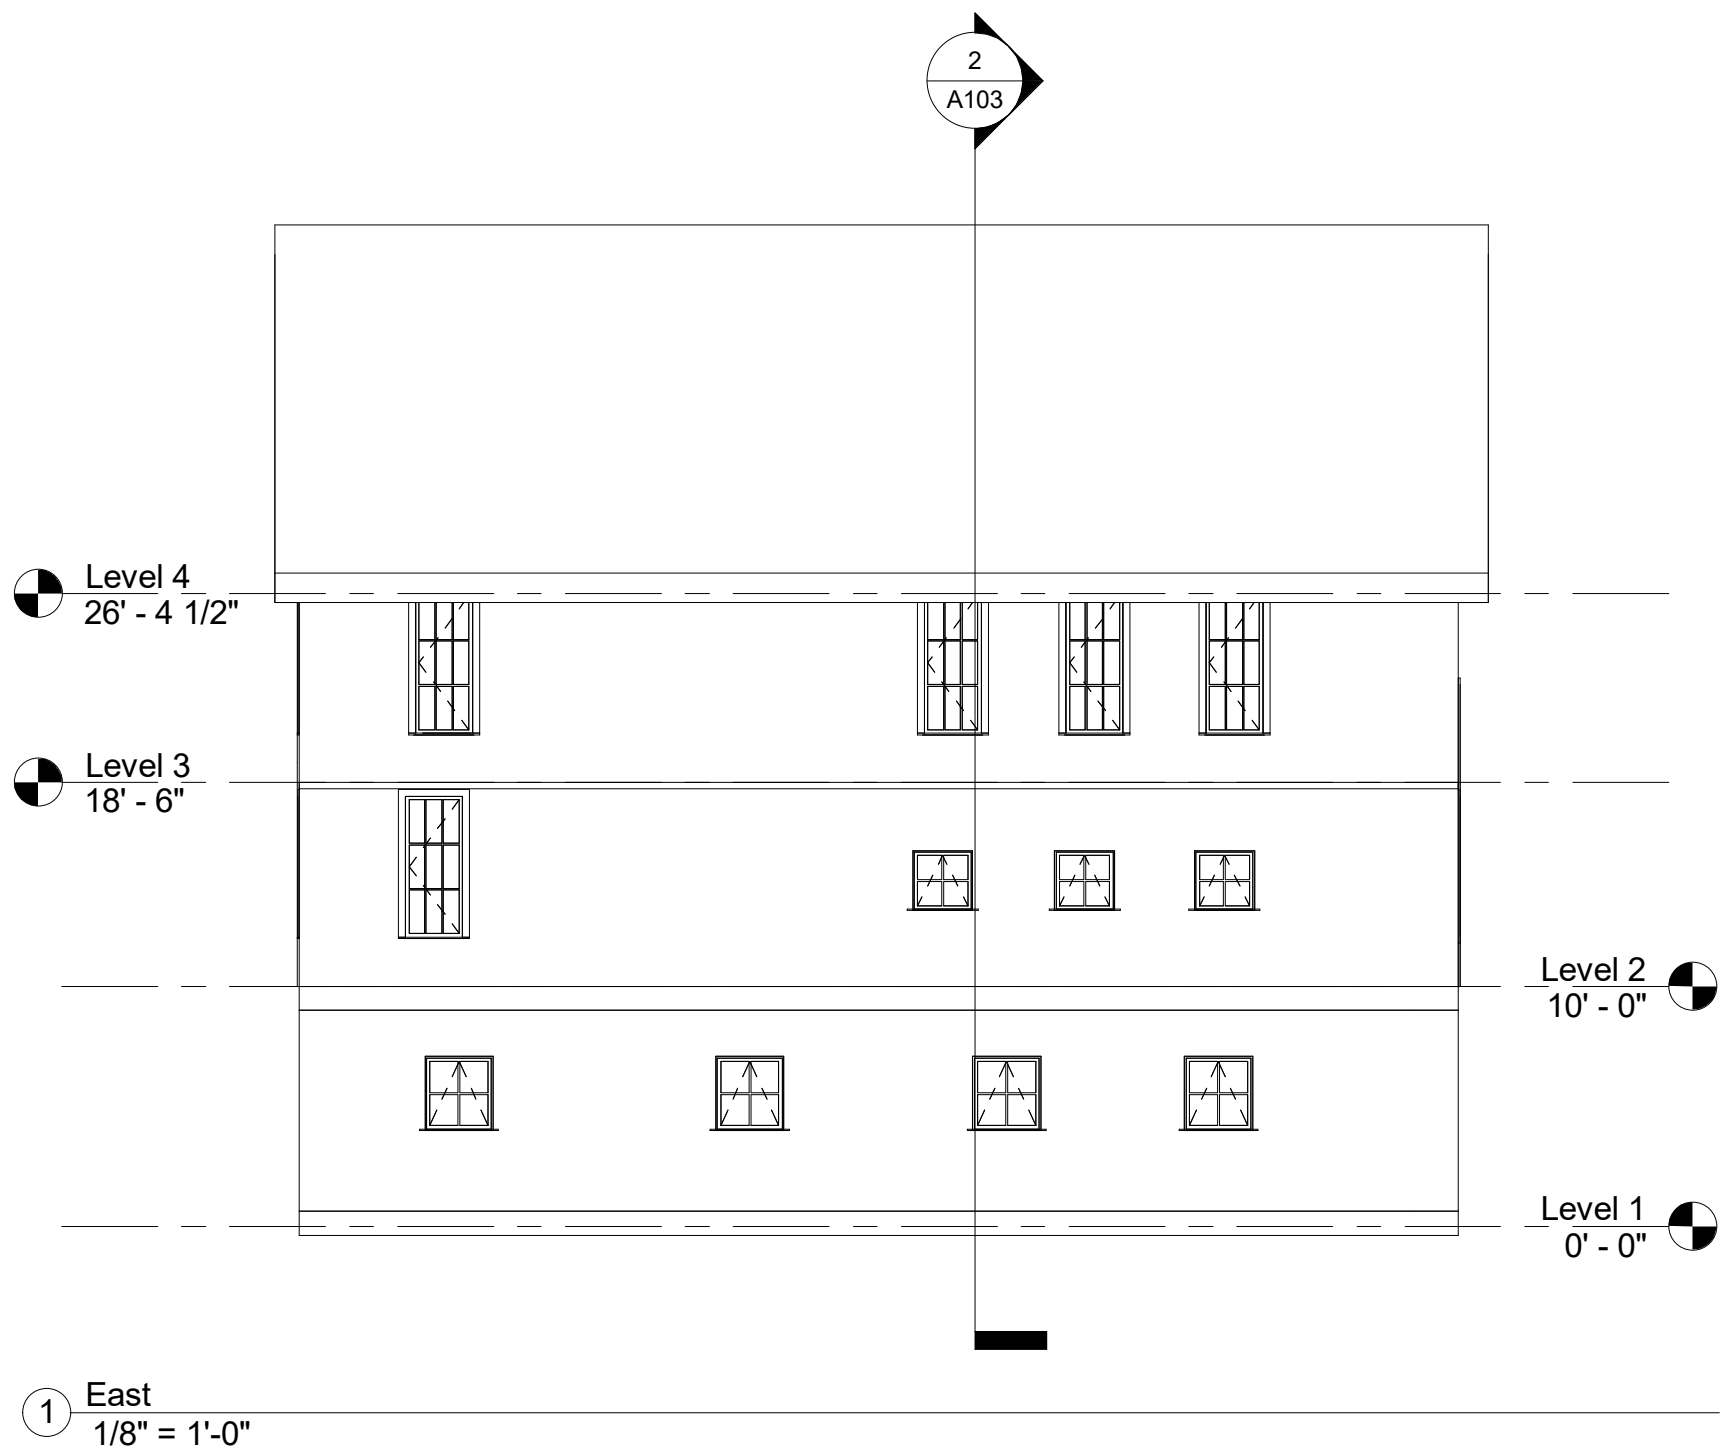 2
A103
Level 4
26' - 4 1/2"
Level 3
18' - 6"
Level 2
10' - 0"
Level 1
0' - 0"
1
East
1/8" = 1'-0"